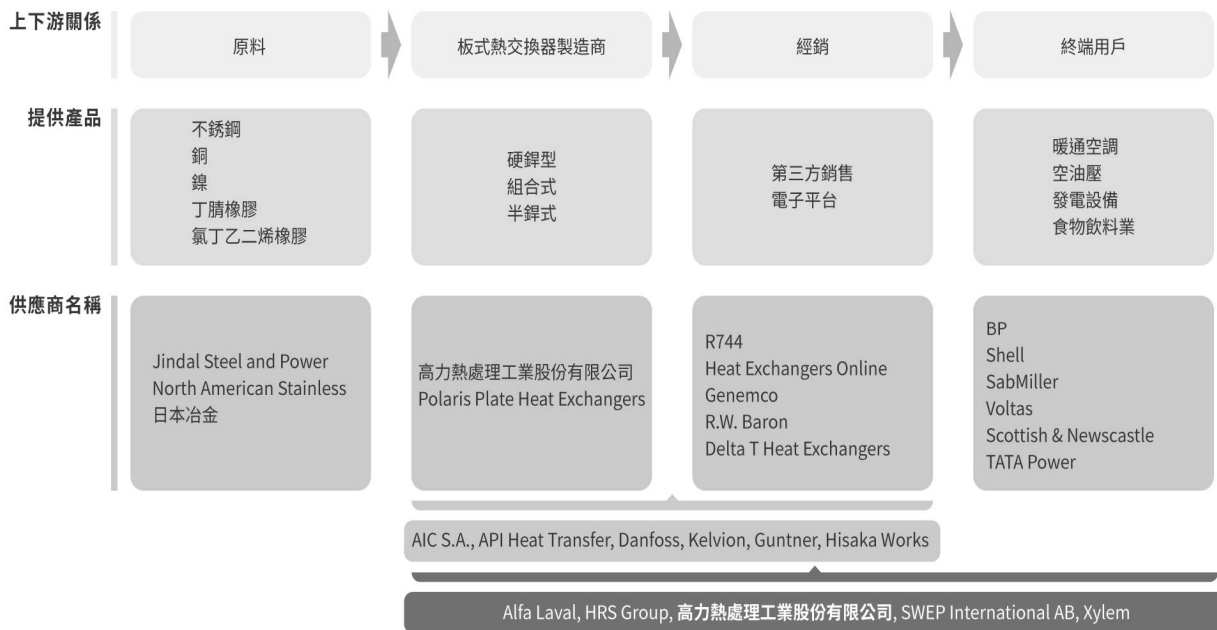 上下游關係
原料
板式熱交換器製造商
經銷
終端用戶
提供產品
不銹鋼
銅
鎳
丁腈橡膠
氯丁乙二烯橡膠
硬銲型
組合式
半銲式
第三方銷售
電子平台
暖通空調
空油壓
發電設備
食物飲料業
供應商名稱
Jindal Steel and Power
North American Stainless
日本冶金
高力熱處理工業股份有限公司
Polaris Plate Heat Exchangers
R744
Heat Exchangers Online
Genemco
R.W. Baron
Delta T Heat Exchangers
BP
Shell
SabMiller
Voltas
Scottish & Newscastle
TATA Power
AIC S.A., API Heat Transfer, Danfoss, Kelvion, Guntner, Hisaka Works
Alfa Laval, HRS Group, 高力熱處理工業股份有限公司, SWEP International AB, Xylem